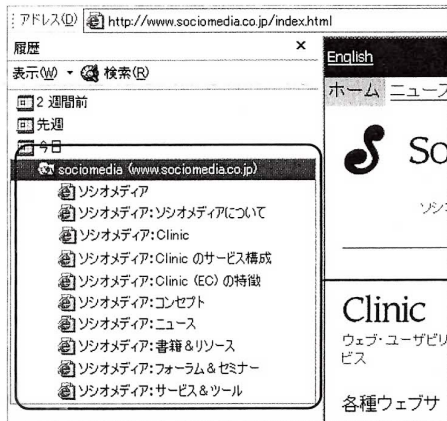 アドレス(D) http://www.sociomedia.co.jp/index.html
履歴 ×
表示(W) 検索(R)
2 週間前
先週
今日
sociomedia (www.sociomedia.co.jp)
ソシオメディア
ソシオメディア:ソシオメディアについて
ソシオメディア:Clinic
ソシオメディア:Clinic のサービス構成
ソシオメディア:Clinic (EC) の特徴
ソシオメディア:コンセプト
ソシオメディア:ニュース
ソシオメディア:書籍&リソース
ソシオメディア:フォーラム&セミナー
ソシオメディア:サービス&ツール
English
ホーム ニュース
So
ソシ
Clinic
ウェブ・ユーザビリ
ビス
各種ウェブサ